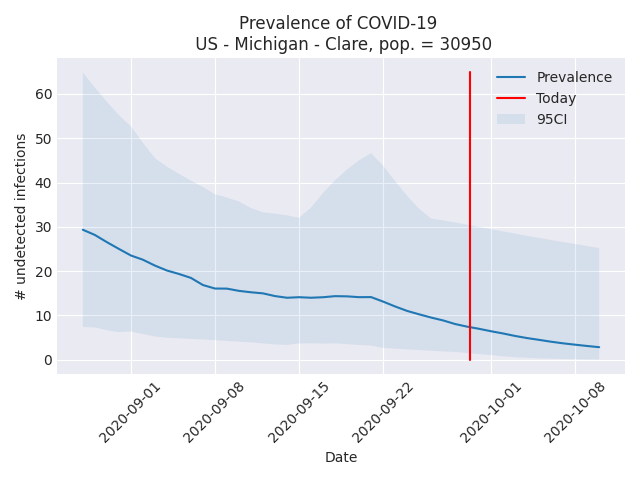 Prevalence of COVID-19
US - Michigan - Clare, pop. = 30950
Prevalence
Today
95CI
# undetected infections
60
50
40
30
20
10
0
2020-09-01
2020-09-08
2020-09-15
2020-09-22
2020-10-01
2020-10-08
Date